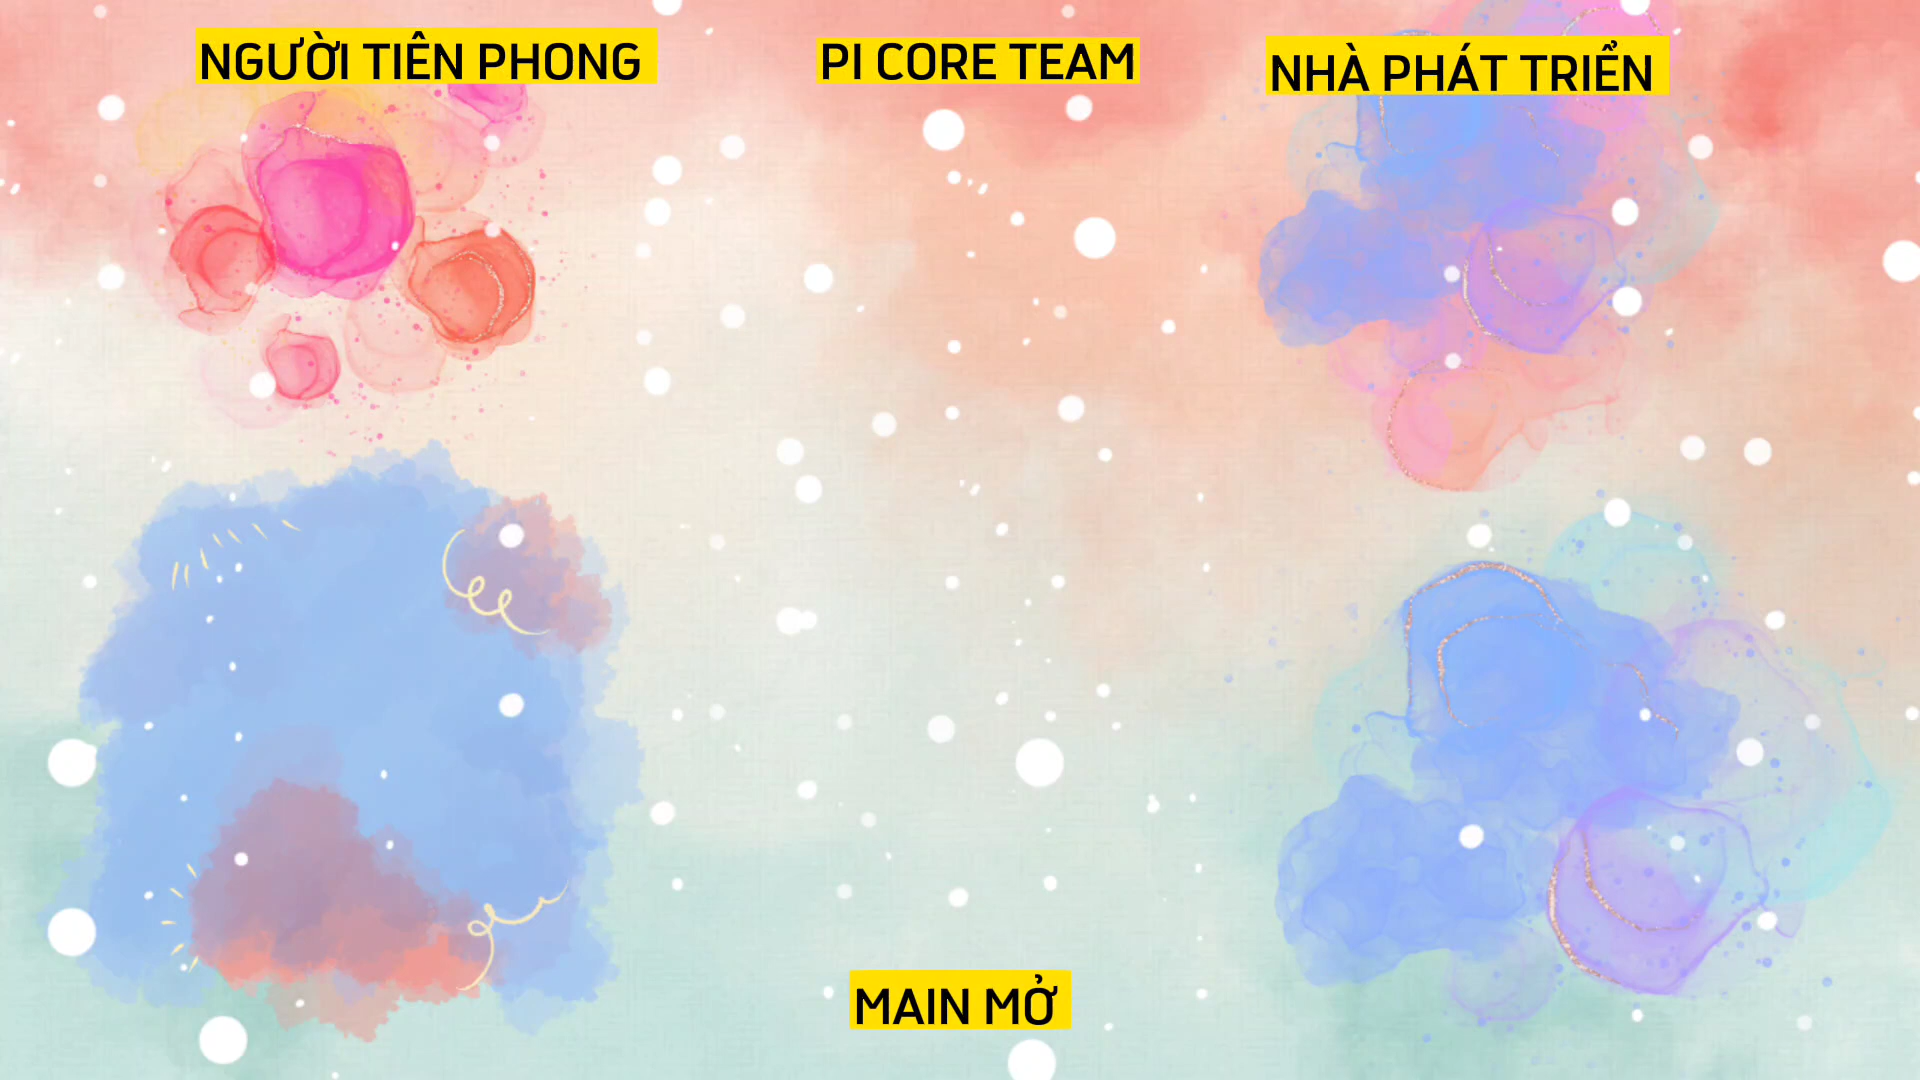 NGƯỜI TIÊN PHONG
PI CORE TEAM
NHÀ PHÁT TRIỂN
MAIN MỞ